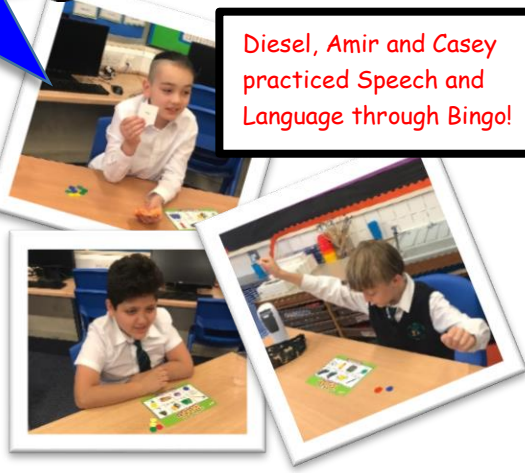 Diesel, Amir and Casey
practiced Speech and
Language through Bingo!